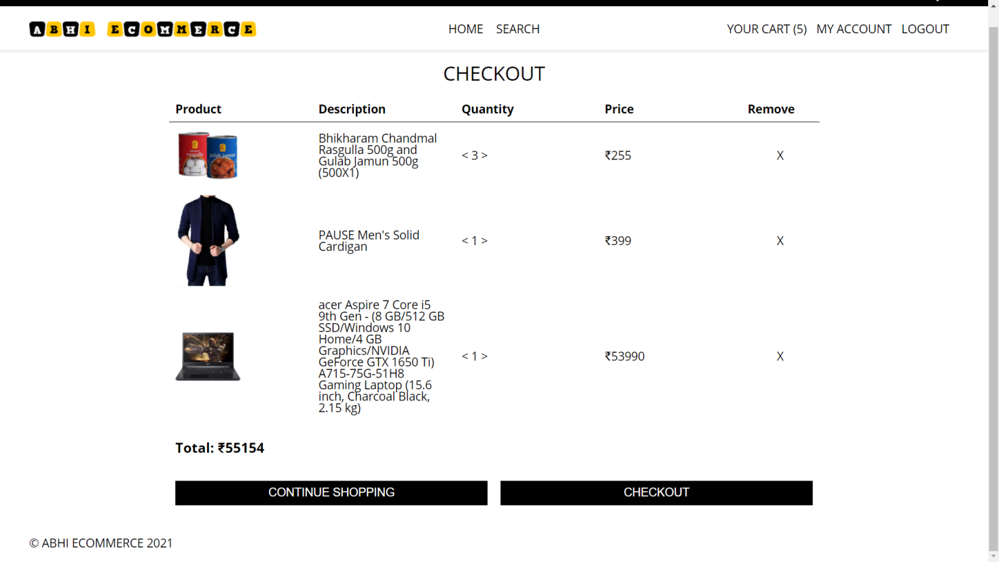 ABHI ECOMMERCE
HOME SEARCH
YOUR CART (5) MY ACCOUNT LOGOUT
CHECKOUT
Product Description Quantity Price Remove
rasgulla
gulab jamun
Bhikharam Chandmal
Rasgulla 500g and
Gulab Jamun 500g
(500X1)
< 3 >
₹255
X
PAUSE Men's Solid
Cardigan
< 1 >
₹399
X
acer Aspire 7 Core i5
9th Gen - (8 GB/512 GB
SSD/Windows 10
Home/4 GB
Graphics/NVIDIA
GeForce GTX 1650 Ti)
A715-75G-51H8
Gaming Laptop (15.6
inch, Charcoal Black,
2.15 kg)
< 1 >
₹53990
X
Total: ₹55154
CONTINUE SHOPPING
CHECKOUT
© ABHI ECOMMERCE 2021